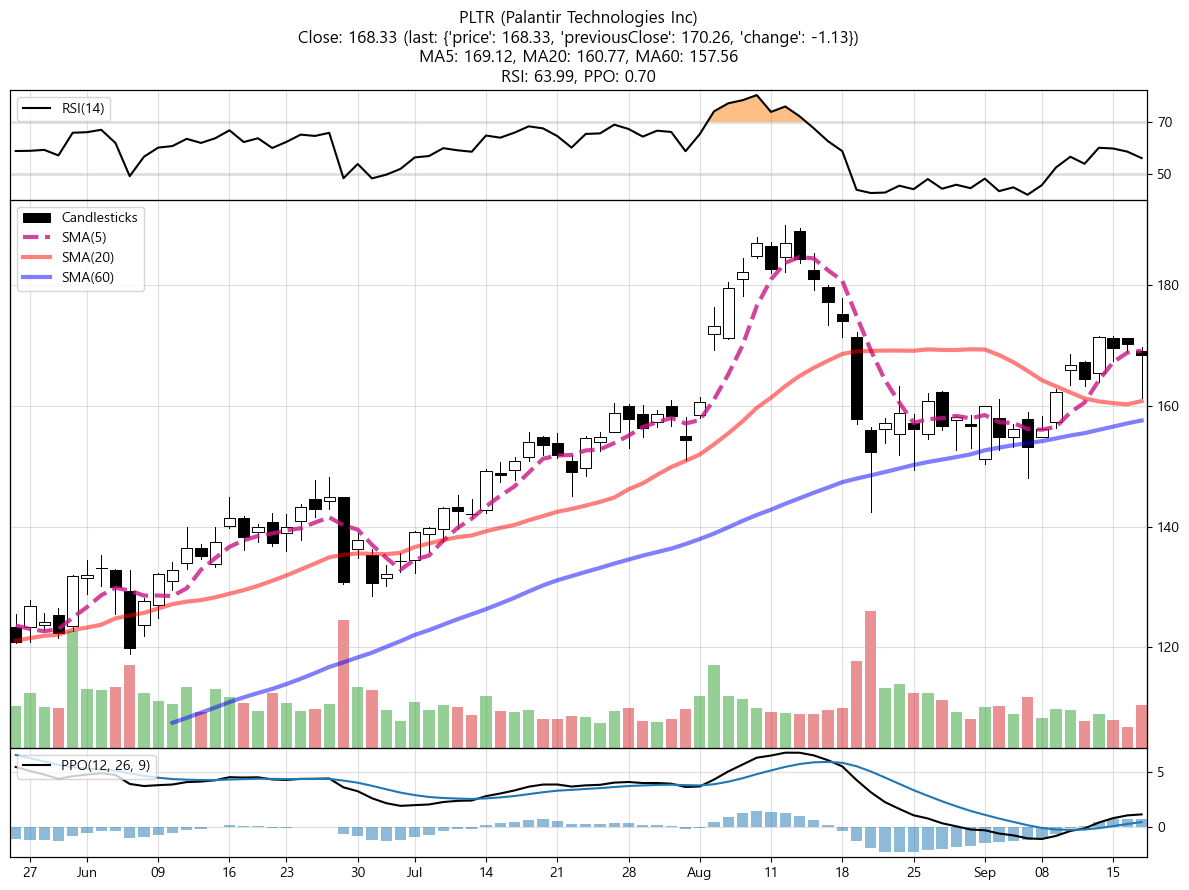 PLTR (Palantir Technologies Inc)
Close: 168.33 (last: {'price': 168.33, 'previousClose': 170.26, 'change': -1.13})
MA5: 169.12, MA20: 160.77, MA60: 157.56
RSI: 63.99, PPO: 0.70
RSI(14)
70
50
Candlesticks
SMA(5)
SMA(20)
SMA(60)
180
160
140
120
PPO(12, 26, 9)
5
0
27 Jun 09 16 23 30 Jul 14 21 28 Aug 11 18 25 Sep 08 15